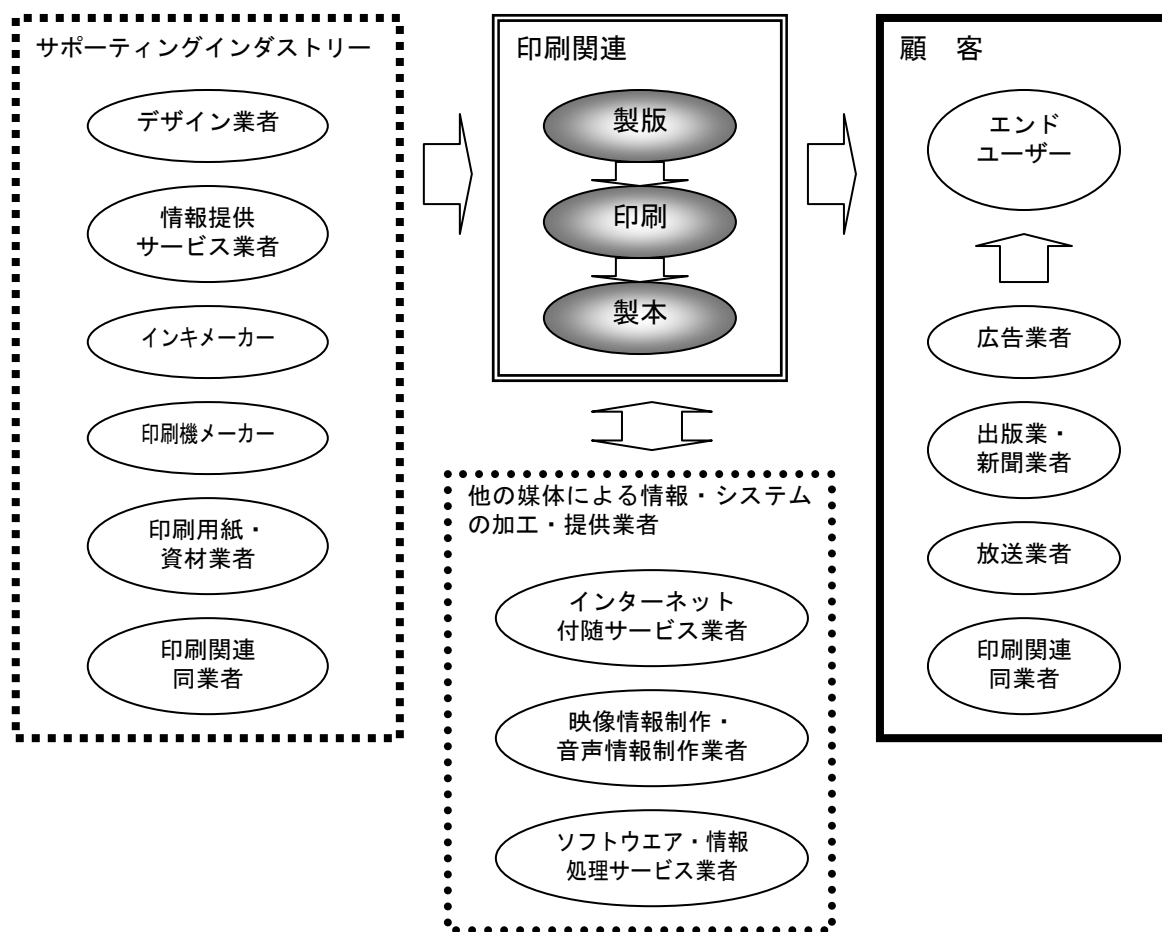 サポーティングインダストリー
デザイン業者
情報提供
サービス業者
インキメーカー
印刷機メーカー
印刷用紙・
資材業者
印刷関連
同業者
印刷関連
製版
印刷
製本
他の媒体による情報・システム
の加工・提供業者
インターネット
付随サービス業者
映像情報制作・
音声情報制作業者
ソフトウエア・情報
処理サービス業者
顧　客
エンド
ユーザー
広告業者
出版業・
新聞業者
放送業者
印刷関連
同業者